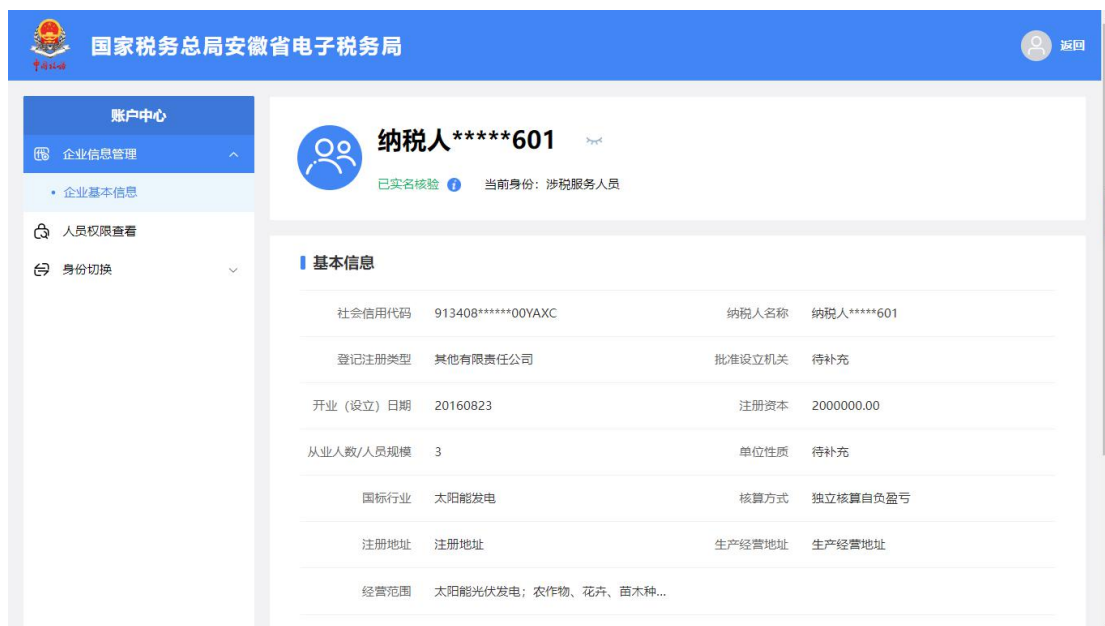 国家税务总局安徽省电子税务局
返回
账户中心
企业信息管理
企业基本信息
人员权限查看
身份切换
纳税人*****601
已实名核验 当前身份：涉税服务人员
基本信息
社会信用代码 913408******00YAXC 纳税人名称 纳税人*****601
登记注册类型 其他有限责任公司 批准设立机关 待补充
开业（设立）日期 20160823 注册资本 2000000.00
从业人数/人员规模 3 单位性质 待补充
国标行业 太阳能发电 核算方式 独立核算自负盈亏
注册地址 注册地址 生产经营地址 生产经营地址
经营范围 太阳能光伏发电；农作物、花卉、苗木种...